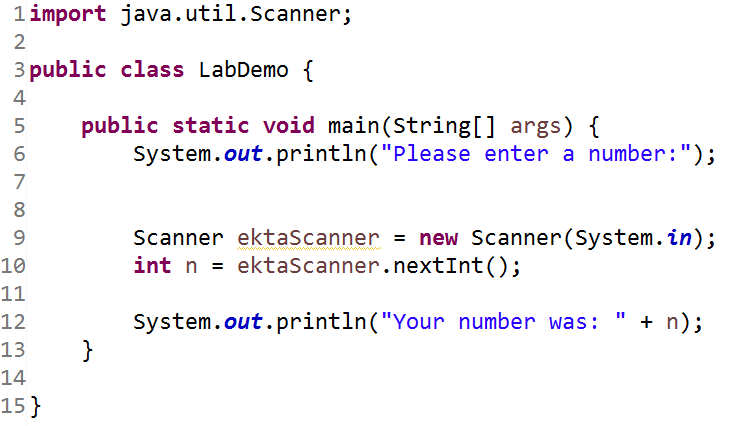 1 import java.util.Scanner;
2
3 public class LabDemo {
4
5     public static void main(String[] args) {
6         System.out.println("Please enter a number:");
7
8
9         Scanner ektaScanner = new Scanner(System.in);
10         int n = ektaScanner.nextInt();
11
12         System.out.println("Your number was: " + n);
13     }
14
15 }